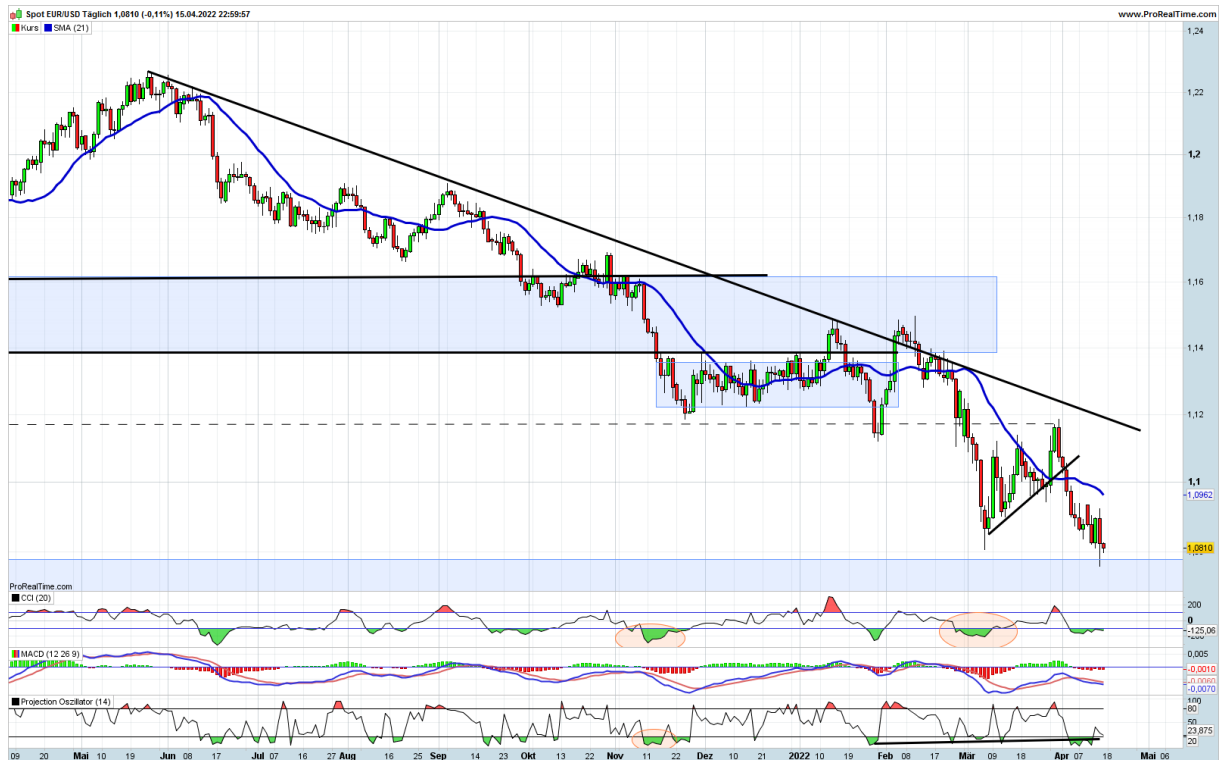 Spot EUR/USD Täglich 1,0810 (-0,11%) 15.04.2022 22:59:57
www.ProRealTime.com
Kurs SMA (21)
1,24
1,22
1,2
1,18
1,16
1,14
1,12
1,1
1,0962
1,0810
ProRealTime.com
CCI (20)
200
0
-125,06
MACD (12 26 9)
0,005
-0,0010
-0,0060
-0,0070
Projection Oszillator (14)
100
80
50
23,875
20
09 20 Mai 10 19 Jun 08 17 Jul 07 16 27 Aug 16 25 Sep 14 23 Okt 13 22 Nov 11 22 Dez 10 21 2022 10 19 Feb 08 17 Mär 09 18 Apr 07 18 Mai 06